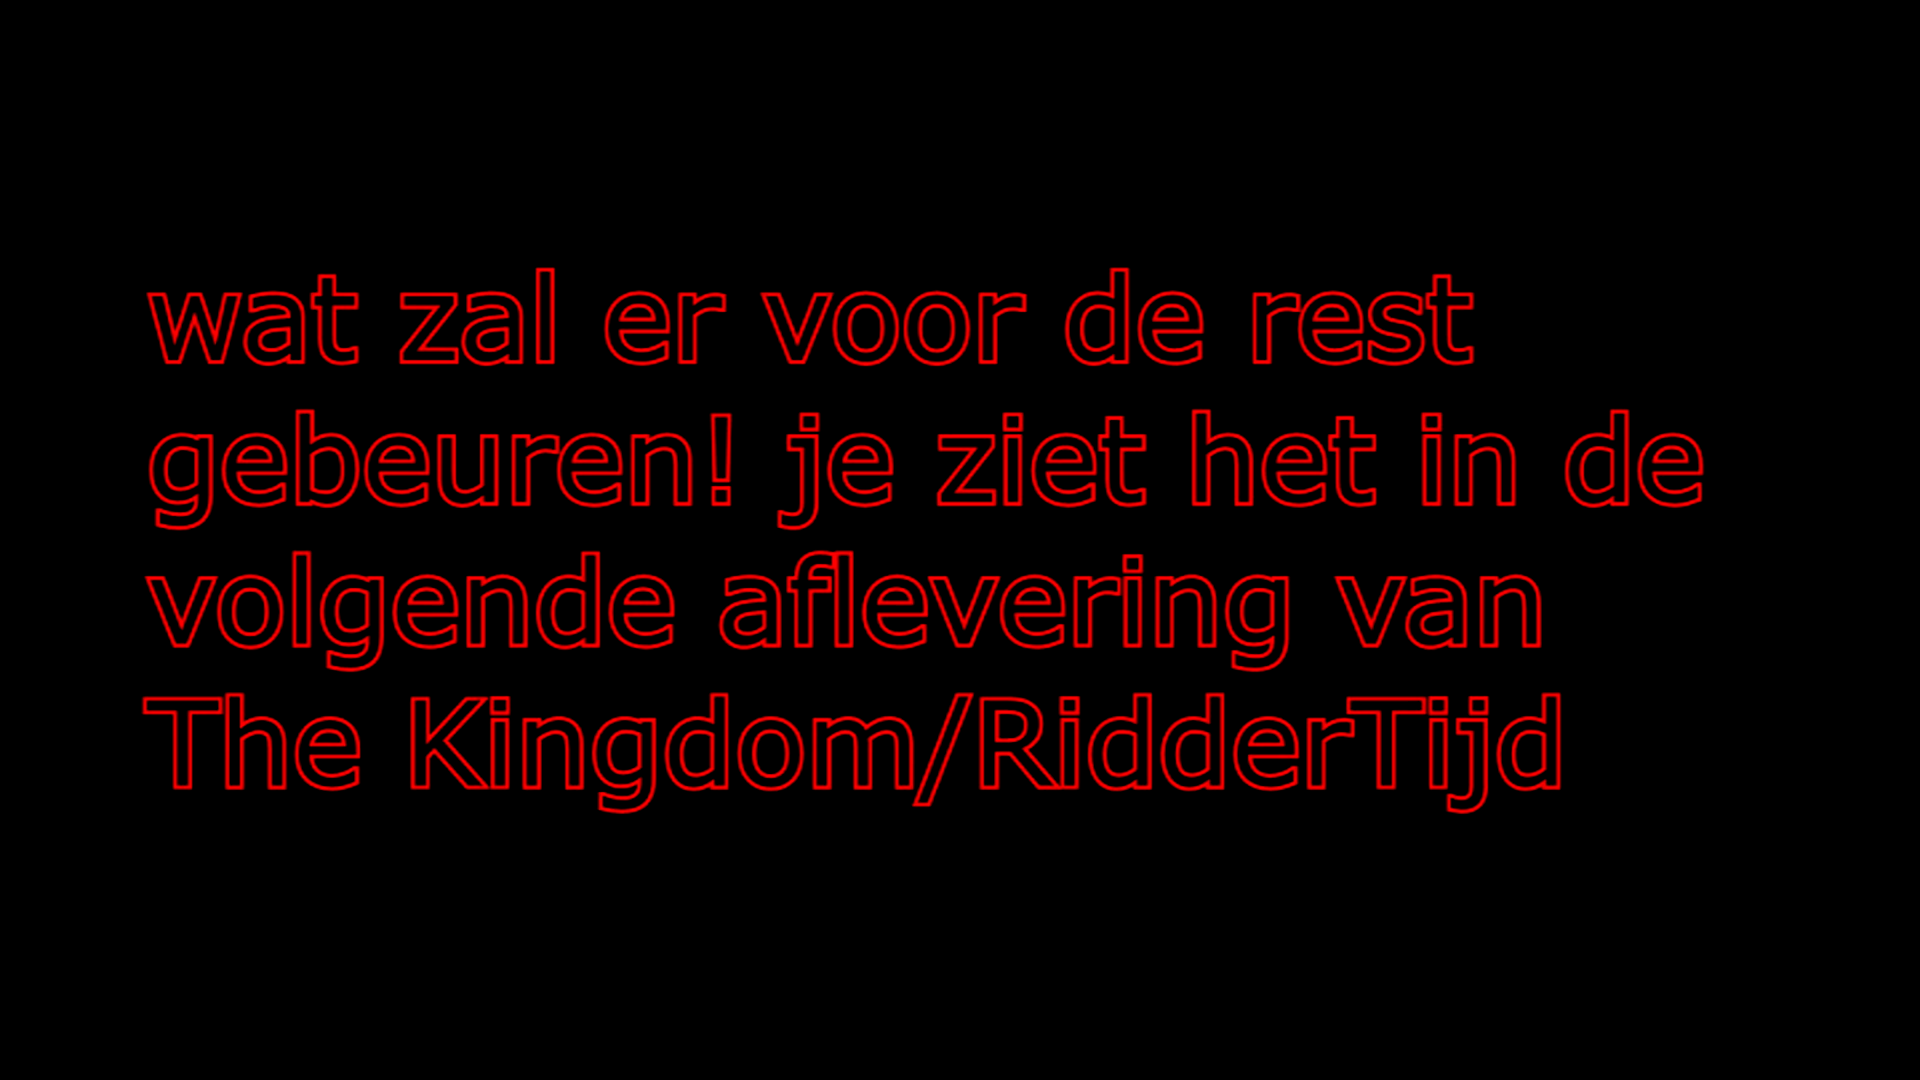 wat zal er voor de rest
gebeuren! je ziet het in de
volgende aflevering van
The Kingdom/RidderTijd